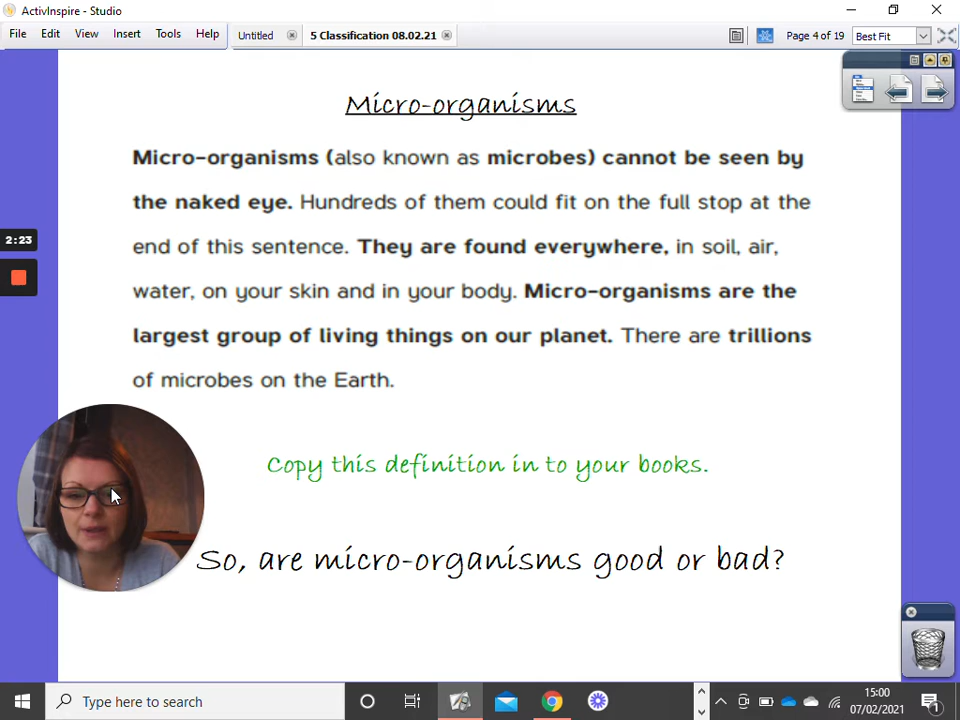 ActivInspire - Studio
File Edit View Insert Tools Help Untitled 5 Classification 08.02.21 Page 4 of 19 Best Fit
Micro-organisms
Micro-organisms (also known as microbes) cannot be seen by
the naked eye. Hundreds of them could fit on the full stop at the
end of this sentence. They are found everywhere, in soil, air,
water, on your skin and in your body. Micro-organisms are the
largest group of living things on our planet. There are trillions
of microbes on the Earth.
2:23
Copy this definition in to your books.
So, are micro-organisms good or bad?
Type here to search
15:00
07/02/2021
1